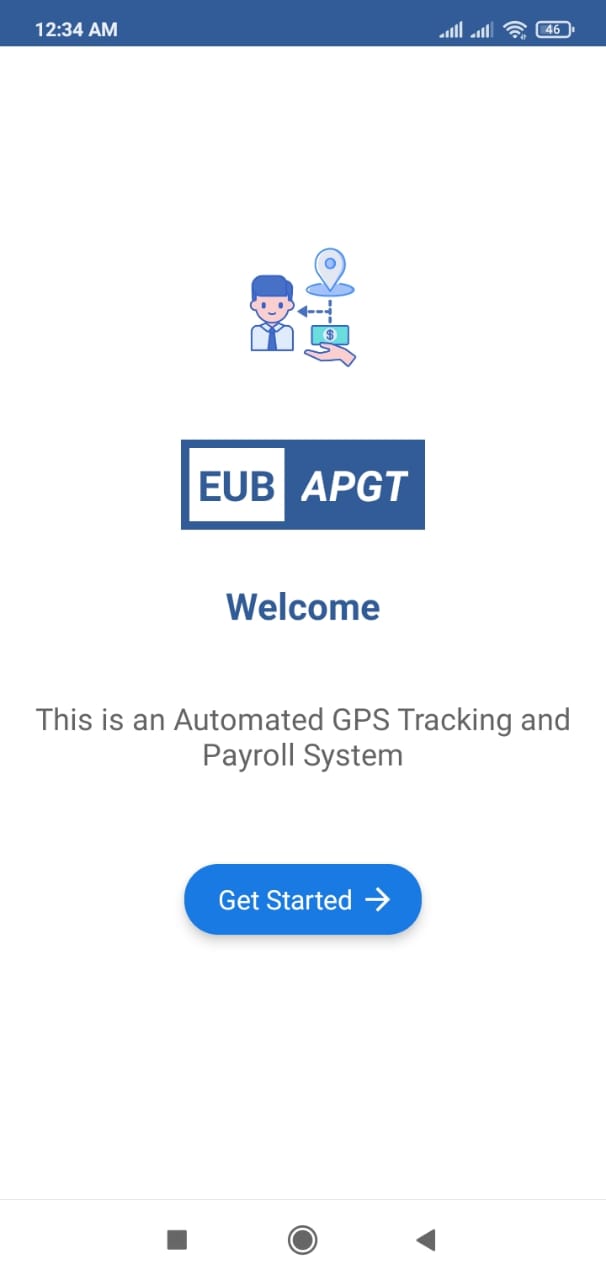 12:34 AM
46
$
EUB APGT
Welcome
This is an Automated GPS Tracking and
Payroll System
Get Started